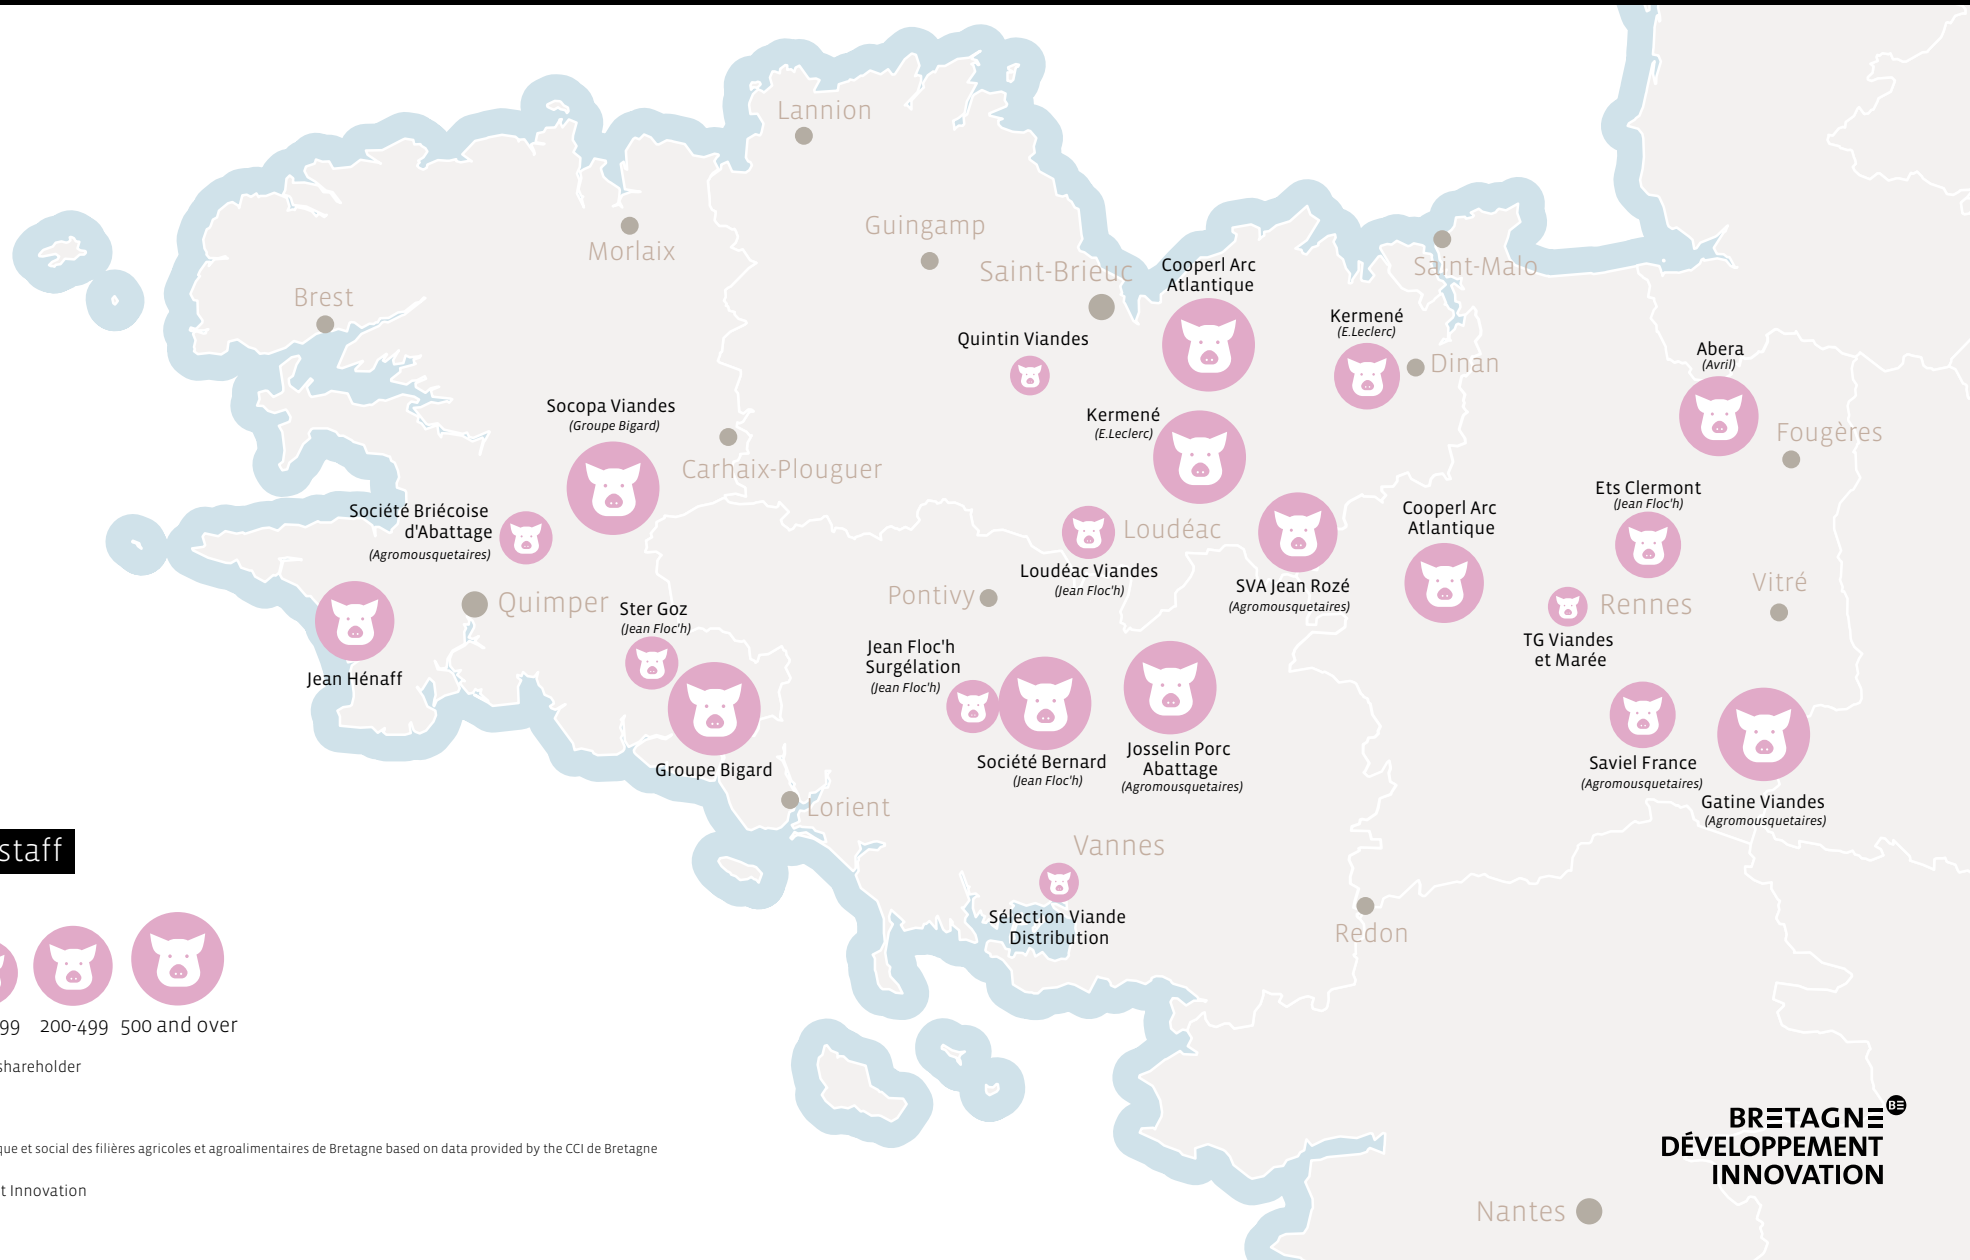 Lannion
Morlaix
Guingamp
Saint-Brieuc
Brest
Cooperl Arc
Atlantique
Saint-Malo
Kermené
(E.Leclerc)
Dinan
Quintin Viandes
Abera
(Avril)
Fougères
Socopa Viandes
(Groupe Bigard)
Carhaix-Plouguer
Kermené
(E.Leclerc)
Société Briécoise
d'Abattage
(Agromousquetaires)
Loudéac
Loudéac Viandes
(Jean Floc'h)
SVA Jean Rozé
(Agromousquetaires)
Cooperl Arc
Atlantique
Ets Clermont
(Jean Floc'h)
Vitré
Rennes
TG Viandes
et Marée
Pontivy
Quimper
Ster Goz
(Jean Floc'h)
Jean Hénaff
Jean Floc'h
Surgélation
(Jean Floc'h)
Groupe Bigard
Société Bernard
(Jean Floc'h)
Josselin Porc
Abattage
(Agromousquetaires)
Saviel France
(Agromousquetaires)
Gatine Viandes
(Agromousquetaires)
Lorient
Vannes
Sélection Viande
Distribution
Redon
staff
99
200-499
500 and over
shareholder
que et social des filières agricoles et agroalimentaires de Bretagne based on data provided by the CCI de Bretagne
t Innovation
BRETAGNE
BE
DÉVELOPPEMENT
INNOVATION
Nantes